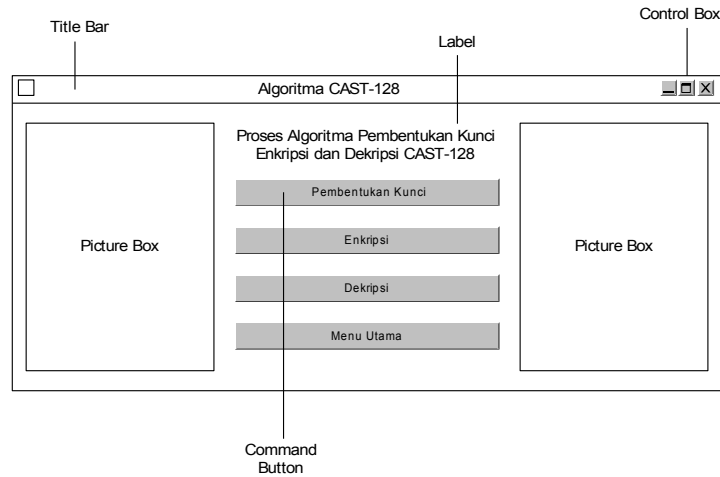 Title Bar
Control Box
Label
Algoritma CAST-128
Proses Algoritma Pembentukan Kunci
Enkripsi dan Dekripsi CAST-128
Picture Box
Pembentukan Kunci
Enkripsi
Dekripsi
Menu Utama
Picture Box
Command
Button